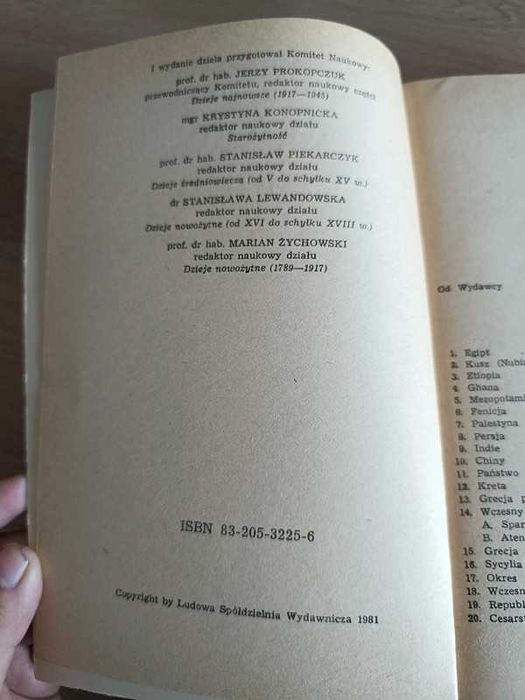 I wydanie dzieła przygotował Komitet Naukowy:
prof. dr hab. JERZY PROKOPCZUK
przewodniczący Komitetu, redaktor naukowy części
Dzieje najnowsze (1917—1945)
mgr KRYSTYNA KONOPNICKA
redaktor naukowy działu
Starożytność
prof. dr hab. STANISŁAW PIEKARCZYK
redaktor naukowy działu
Dzieje średniowiecza (od V do schyłku XV w.)
dr STANISŁAWA LEWANDOWSKA
redaktor naukowy działu
Dzieje nowożytne (od XVI do schyłku XVIII w.)
prof. dr hab. MARIAN ŻYCHOWSKI
redaktor naukowy działu
Dzieje nowożytne (1789—1917)
ISBN 83-205-3225-6
Copyright by Ludowa Spółdzielnia Wydawnicza 1981
Od Wydawcy
1. Egipt
2. Kusz (Nubi
3. Etiopia
4. Ghana
5. Mezopotami
6. Fenicja
7. Palestyna
8. Persja
9. Indie
10. Chiny
11. Państwo
12. Kreta
13. Grecja p
14. Wczesny
A. Spar
B. Aten
15. Grecja
16. Sycylia
17. Okres
18. Wczesn
19. Republ
20. Cesarst